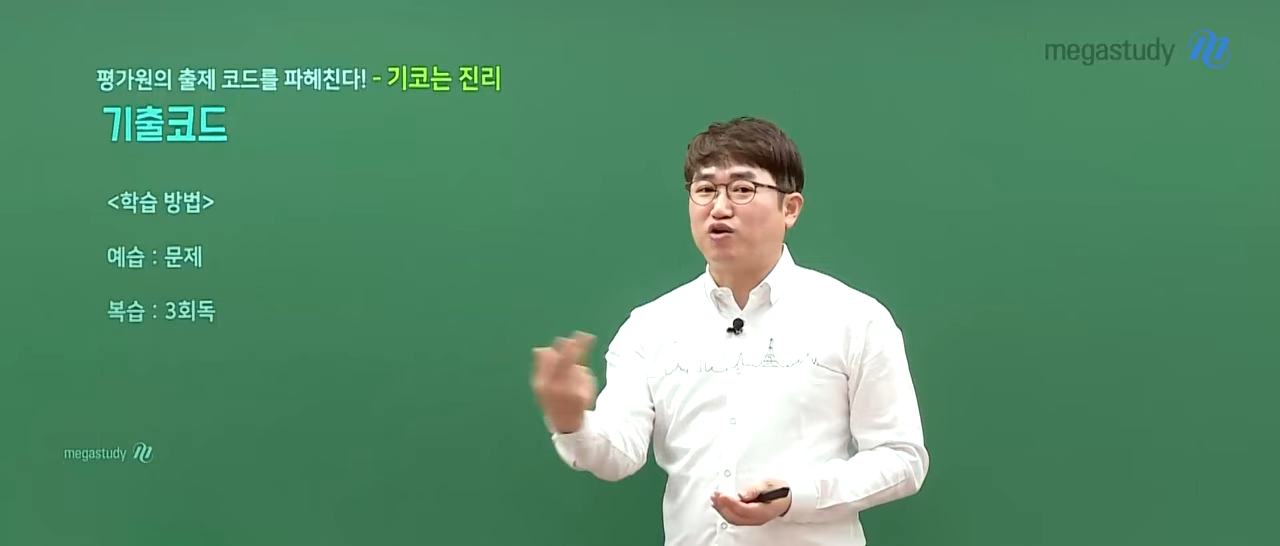 평가원의 출제 코드를 파헤친다! - 기코는 진리
기출코드
<학습 방법>
예습 : 문제
복습 : 3회독
megastudy
megastudy